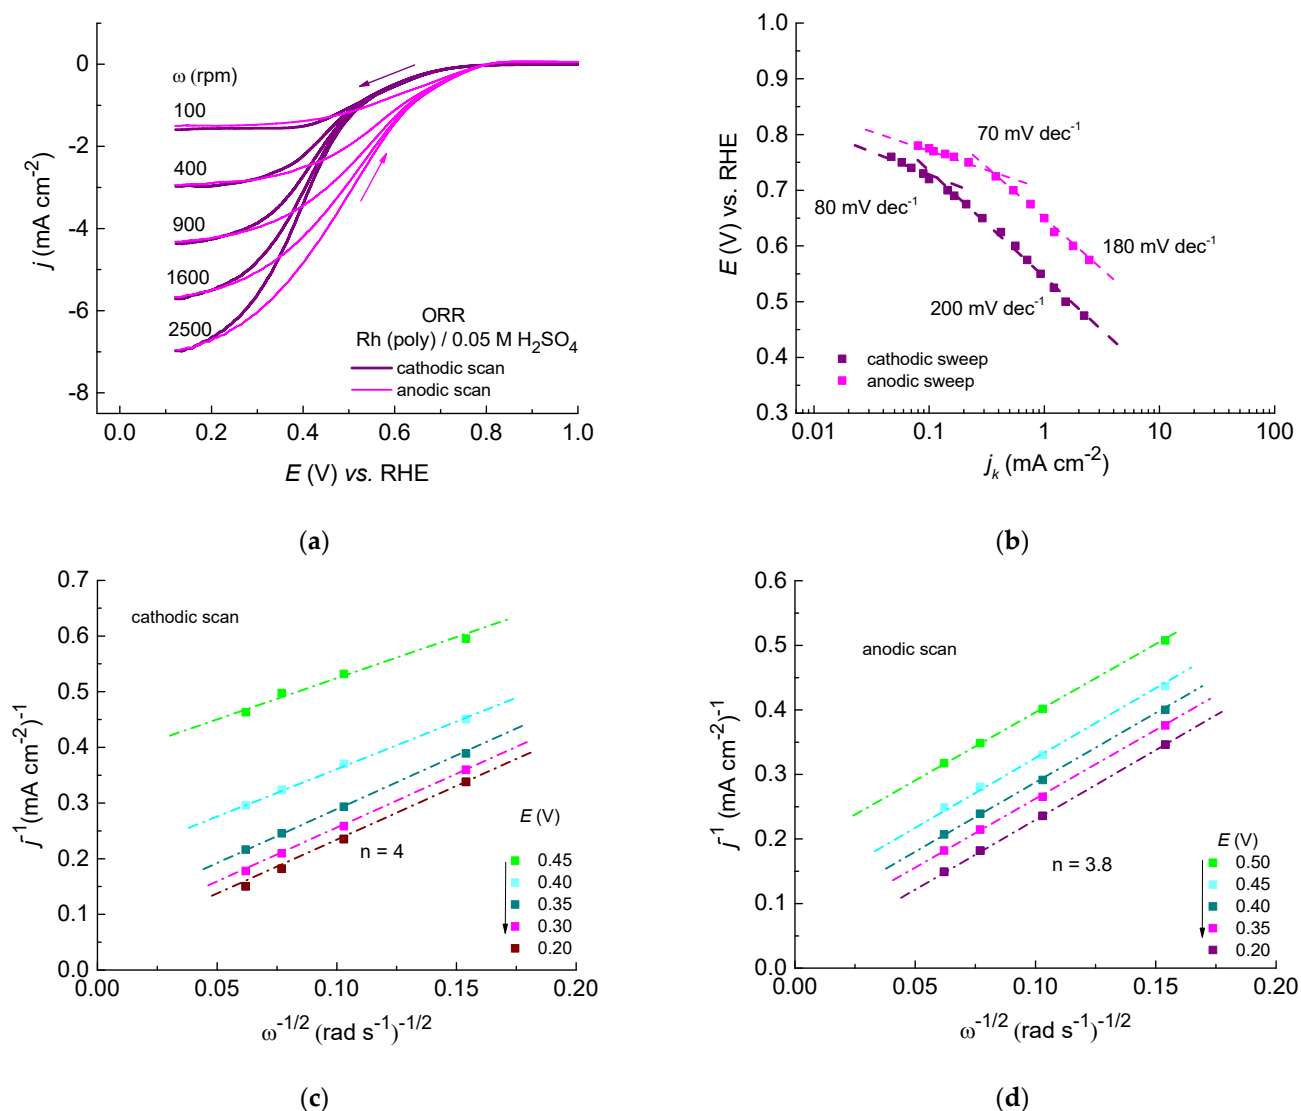 0
-2
-4
-6
-8
j (mA cm-2)
ω (rpm)
100
400
900
1600
2500
ORR
Rh (poly) / 0.05 M H2SO4
cathodic scan
anodic scan
0.0 0.2 0.4 0.6 0.8 1.0
E (V) vs. RHE
(a)
1.0
0.9
0.8
0.7
0.6
0.5
0.4
0.3
E (V) vs. RHE
70 mV dec-1
80 mV dec-1
180 mV dec-1
200 mV dec-1
cathodic sweep
anodic sweep
0.01 0.1 1 10 100
jk (mA cm-2)
(b)
0.7
0.6
0.5
0.4
0.3
0.2
0.1
0.0
j-1(mA cm-2)-1
cathodic scan
n = 4
E (V)
0.45
0.40
0.35
0.30
0.20
0.00 0.05 0.10 0.15 0.20
ω-1/2 (rad s-1)-1/2
(c)
0.6
0.5
0.4
0.3
0.2
0.1
0.0
j-1 (mA cm-2)-1
anodic scan
n = 3.8
E (V)
0.50
0.45
0.40
0.35
0.20
0.00 0.05 0.10 0.15 0.20
ω-1/2 (rad s-1)-1/2
(d)